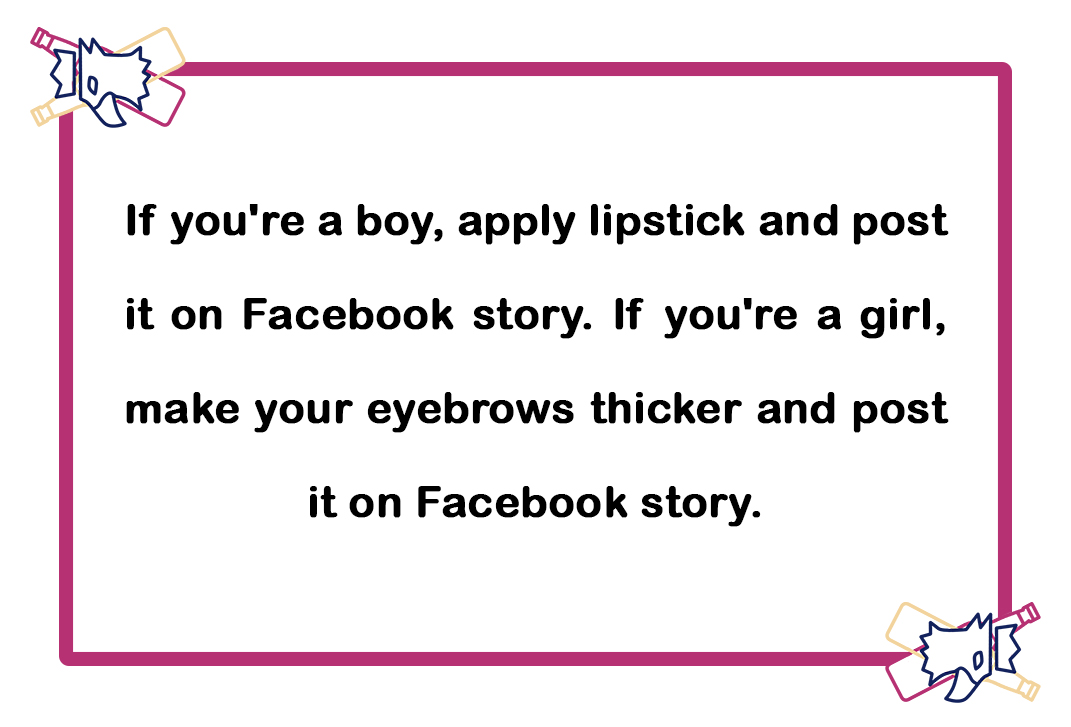 If you're a boy, apply lipstick and post
it on Facebook story. If you're a girl,
make your eyebrows thicker and post
it on Facebook story.